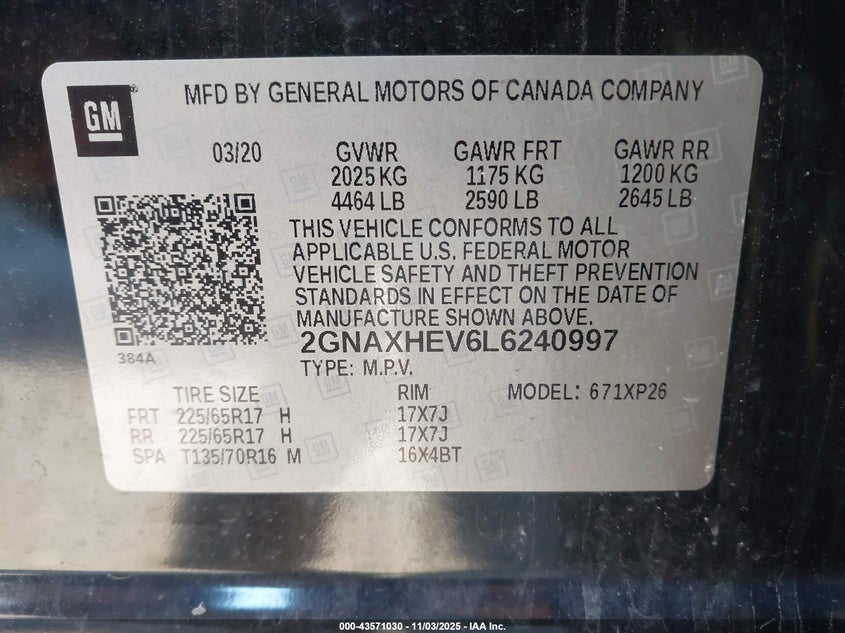 GM
MFD BY GENERAL MOTORS OF CANADA COMPANY
03/20 GVWR GAWR FRT GAWR RR
2025 KG 1175 KG 1200 KG
4464 LB 2590 LB 2645 LB
THIS VEHICLE CONFORMS TO ALL
APPLICABLE U.S. FEDERAL MOTOR
VEHICLE SAFETY AND THEFT PREVENTION
STANDARDS IN EFFECT ON THE DATE OF
MANUFACTURE SHOWN ABOVE.
2GNAXHEV6L6240997
384A
TYPE: M.P.V.
TIRE SIZE RIM MODEL: 671XP26
FRT 225/65R17 H 17X7J
RR 225/65R17 H 17X7J
SPA T135/70R16 M 16X4BT
000-43571030 - 11/03/2025 - IAA Inc.